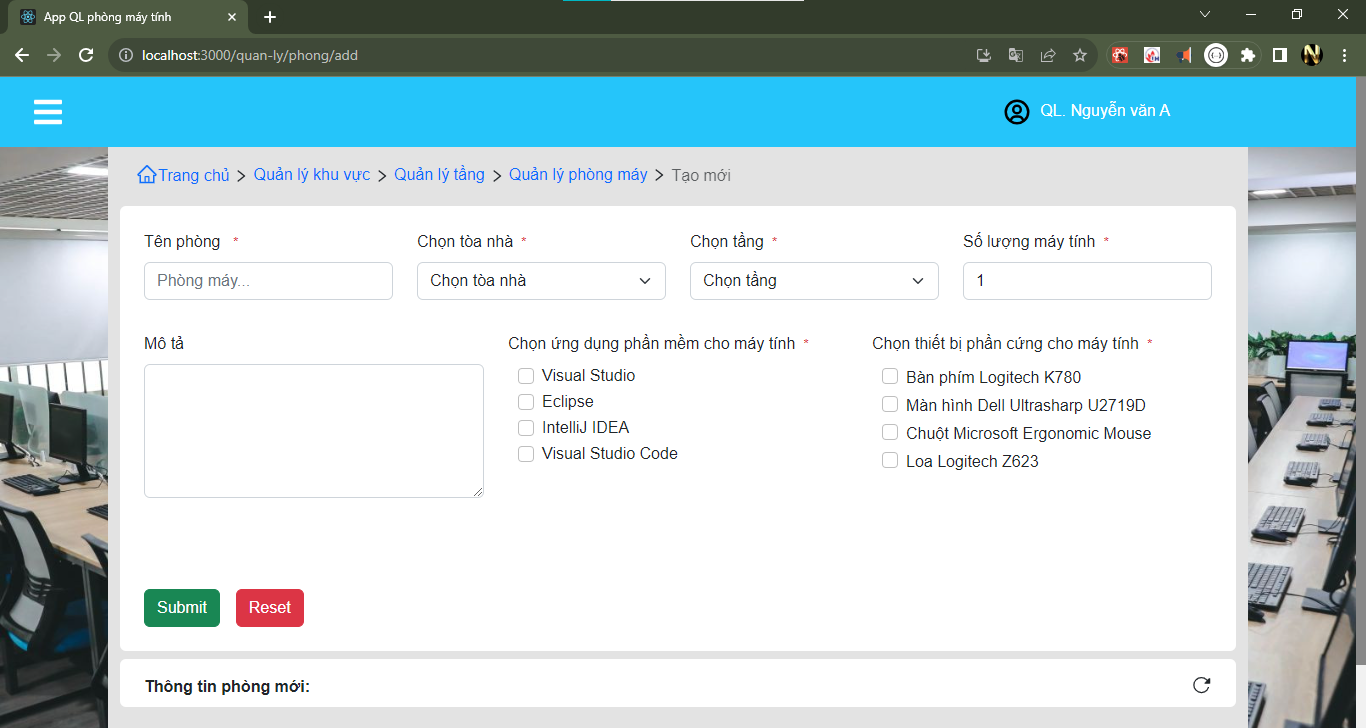 App QL phòng máy tính
localhost:3000/quan-ly/phong/add
QL. Nguyễn văn A
Trang chủ > Quản lý khu vực > Quản lý tầng > Quản lý phòng máy > Tạo mới
Tên phòng * Chọn tòa nhà * Chọn tầng * Số lượng máy tính *
Phòng máy... Chọn tòa nhà Chọn tầng 1
Mô tả Chọn ứng dụng phần mềm cho máy tính * Chọn thiết bị phần cứng cho máy tính *
Visual Studio
Eclipse
IntelliJ IDEA
Visual Studio Code
Bàn phím Logitech K780
Màn hình Dell Ultrasharp U2719D
Chuột Microsoft Ergonomic Mouse
Loa Logitech Z623
Submit Reset
Thông tin phòng mới: